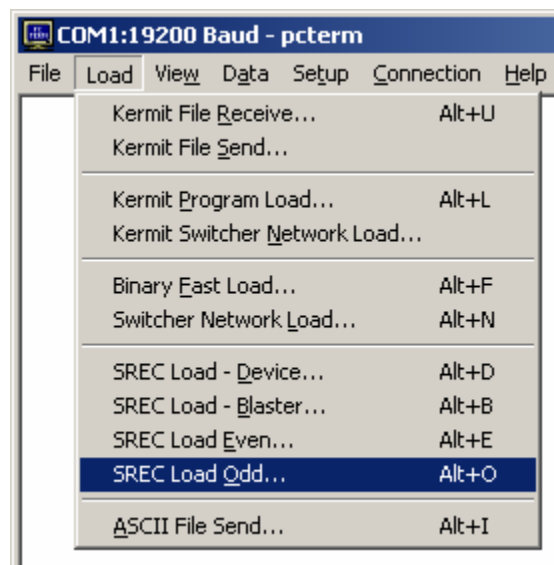 COM1:19200 Baud - pcterm
File Load View Data Setup Connection Help
Kermit File Receive... Alt+U
Kermit File Send...
Kermit Program Load... Alt+L
Kermit Switcher Network Load...
Binary Fast Load... Alt+F
Switcher Network Load... Alt+N
SREC Load - Device... Alt+D
SREC Load - Blaster... Alt+B
SREC Load Even... Alt+E
SREC Load Odd... Alt+O
ASCII File Send... Alt+I